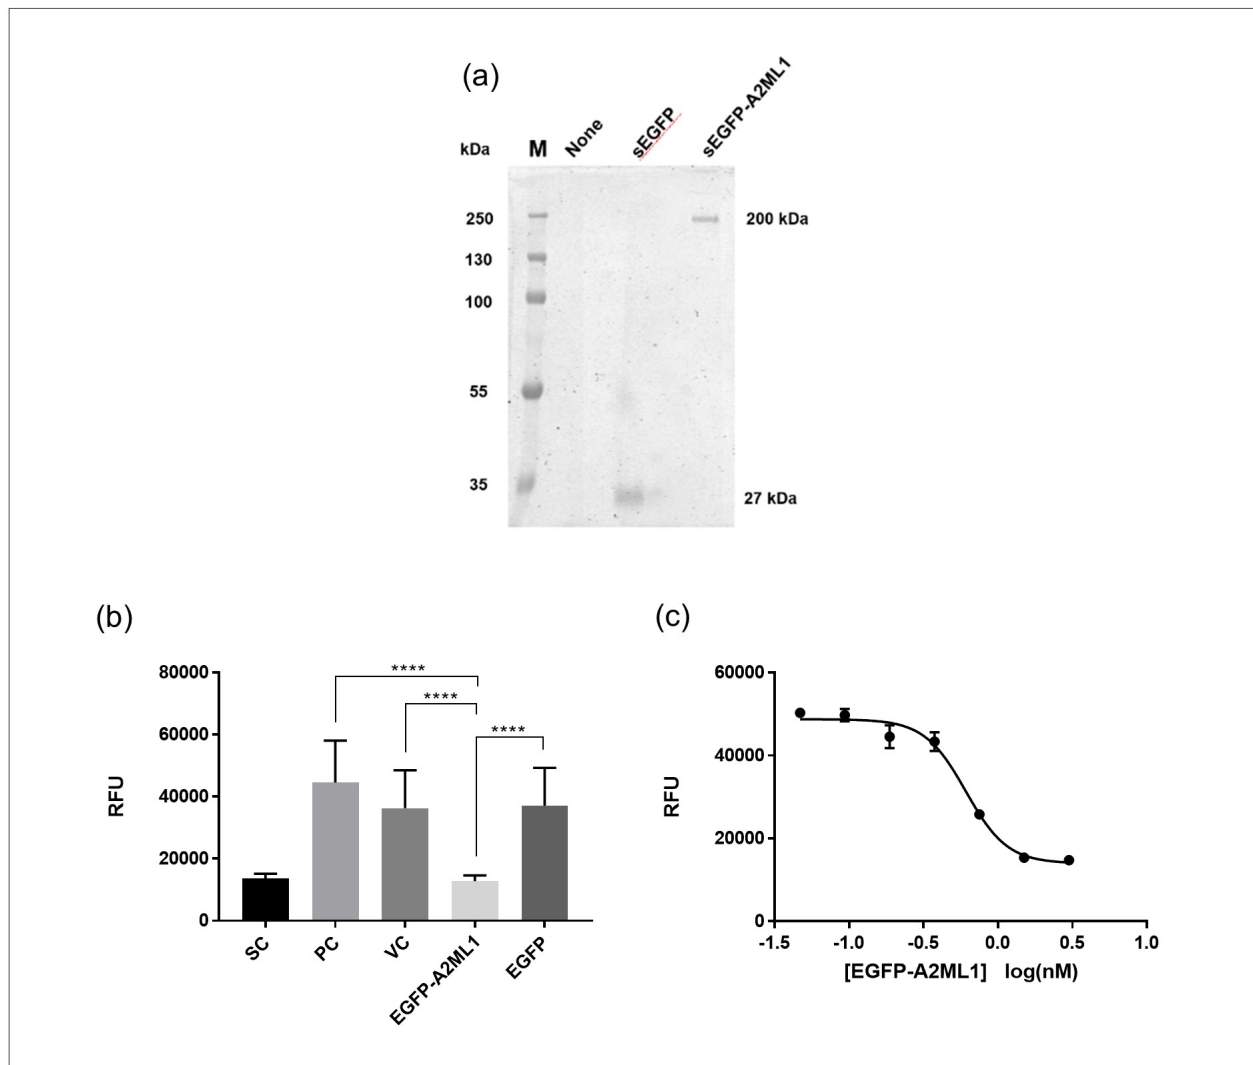 (a)
kDa M None sEGFP sEGFP-A2ML1
250 200 kDa
130
100
55
35
27 kDa
(b)
80000
60000
40000
20000
0
RFU
**** 
****
****
SC PC VC EGFP-A2ML1 EGFP
(c)
60000
40000
20000
0
RFU
-1.5 -1.0 -0.5 0.0 0.5 1.0
[EGFP-A2ML1] log(nM)